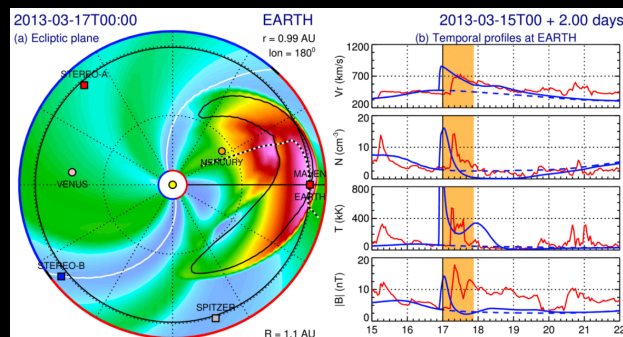 2013-03-17T00:00
EARTH
2013-03-15T00 + 2.00 days
(a) Ecliptic plane
r = 0.99 AU
lon = 180⁰
(b) Temporal profiles at EARTH
STEREO-A
VENUS
MAVEN
EARTH
STEREO-B
SPITZER
R = 1.1 AU
Vr (km/s)
1200
700
200
N (cm⁻³)
20
10
0
T (kK)
800
400
0
|B| (nT)
20
10
0
15 16 17 18 19 20 21 22